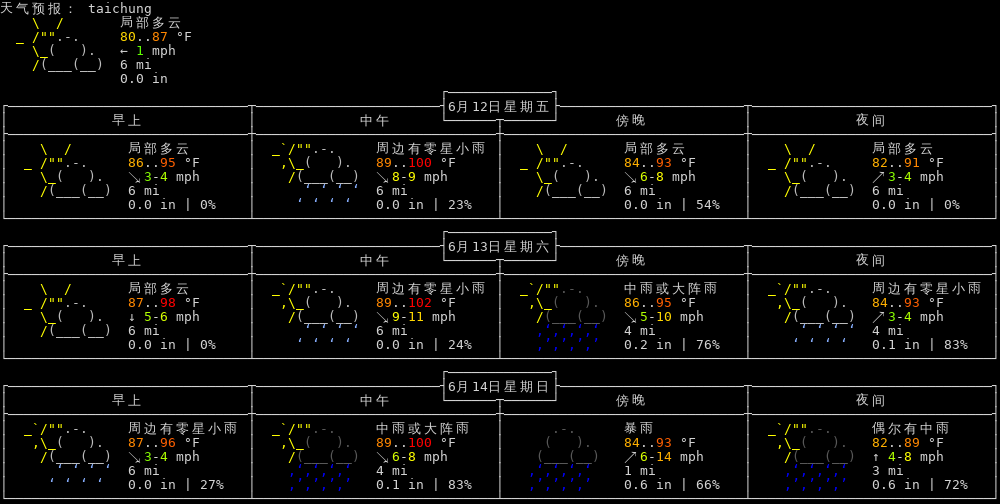 天气预报： taichung
局部多云
80..87 °F
← 1 mph
6 mi
0.0 in
6月12日星期五
早上 中午 傍晚 夜间
局部多云 周边有零星小雨 局部多云 局部多云
86..95 °F 89..100 °F 84..93 °F 82..91 °F
↘ 3-4 mph ↘ 8-9 mph ↘ 6-8 mph ↗ 3-4 mph
6 mi 6 mi 6 mi 6 mi
0.0 in | 0% 0.0 in | 23% 0.0 in | 54% 0.0 in | 0%
6月13日星期六
早上 中午 傍晚 夜间
局部多云 周边有零星小雨 中雨或大阵雨 周边有零星小雨
87..98 °F 89..102 °F 86..95 °F 84..93 °F
↓ 5-6 mph ↘ 9-11 mph ↘ 5-10 mph ↗ 3-4 mph
6 mi 6 mi 4 mi 4 mi
0.0 in | 0% 0.0 in | 24% 0.2 in | 76% 0.1 in | 83%
6月14日星期日
早上 中午 傍晚 夜间
周边有零星小雨 中雨或大阵雨 暴雨 偶尔有中雨
87..96 °F 89..100 °F 84..93 °F 82..89 °F
↘ 3-4 mph ↘ 6-8 mph ↗ 6-14 mph ↑ 4-8 mph
6 mi 4 mi 1 mi 3 mi
0.0 in | 27% 0.1 in | 83% 0.6 in | 66% 0.6 in | 72%